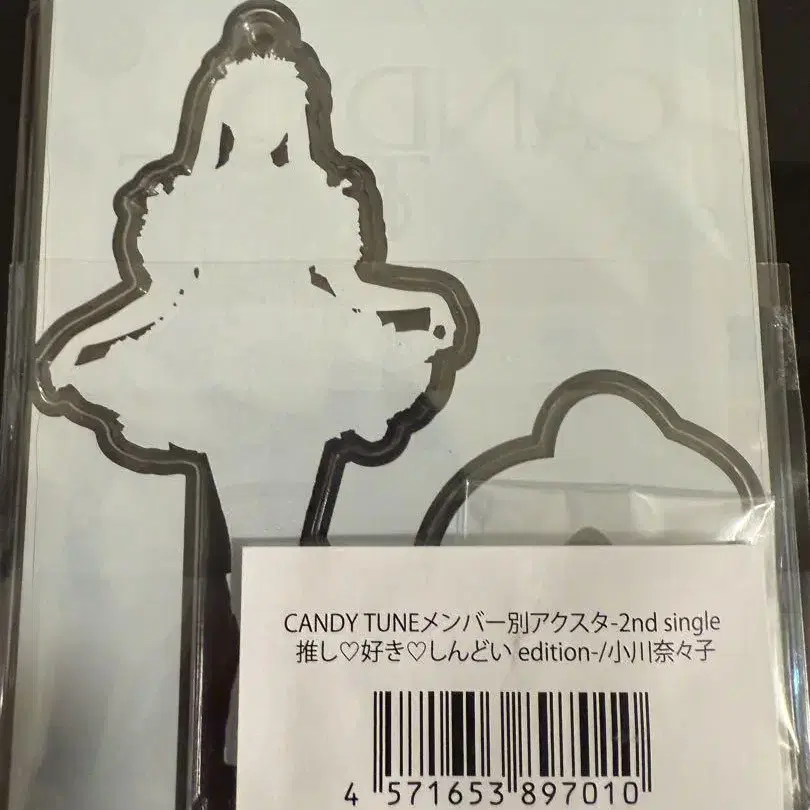 CANDY TUNEメンバー別アクスタ-2nd single
推し♡好き♡しんどい edition-/小川奈々子
4 571653 897010